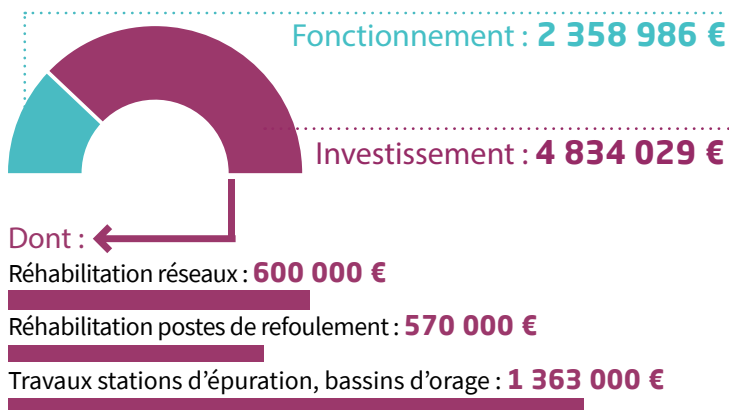 Fonctionnement : 2 358 986 €
Investissement : 4 834 029 €
Dont :
Réhabilitation réseaux : 600 000 €
Réhabilitation postes de refoulement : 570 000 €
Travaux stations d'épuration, bassins d'orage : 1 363 000 €